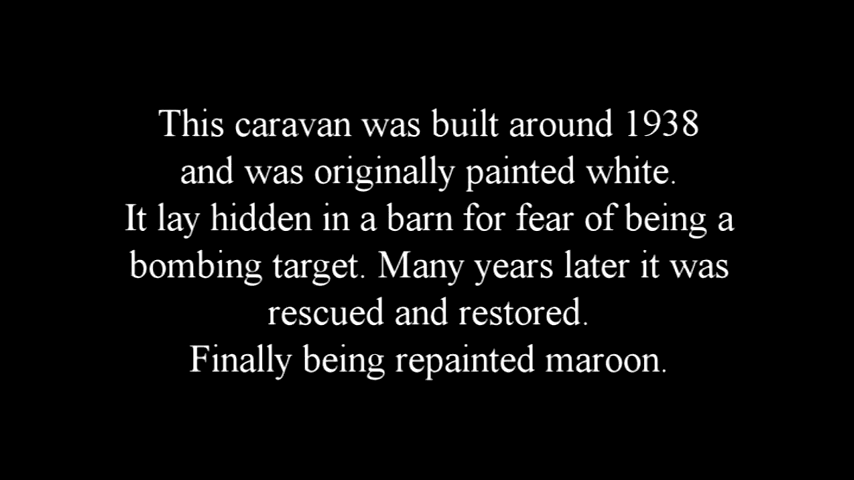 This caravan was built around 1938
and was originally painted white.
It lay hidden in a barn for fear of being a
bombing target. Many years later it was
rescued and restored.
Finally being repainted maroon.